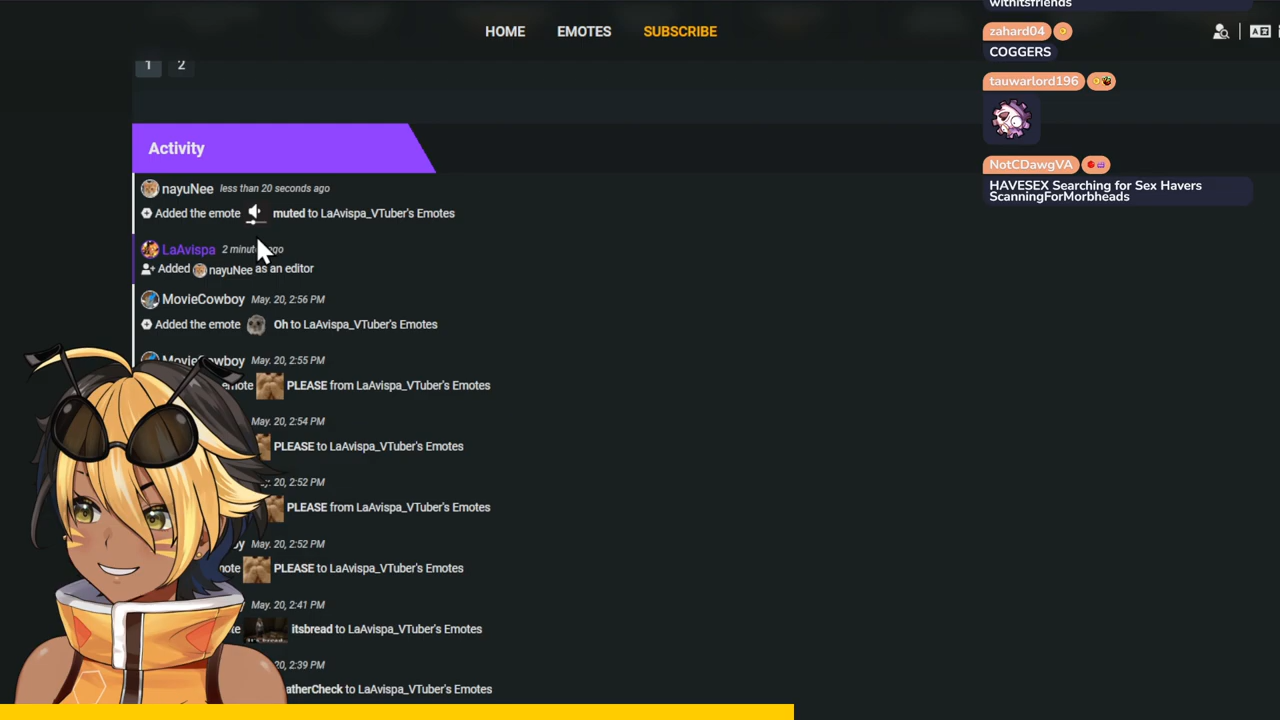 HOME EMOTES SUBSCRIBE
1 2
Activity
nayuNee less than 20 seconds ago
Added the emote muted to LaAvispa_VTuber's Emotes
LaAvispa 2 minut ago
Added nayuNee as an editor
MovieCowboy May. 20, 2:56 PM
Added the emote Oh to LaAvispa_VTuber's Emotes
MovieCowboy May. 20, 2:55 PM
emote PLEASE from LaAvispa_VTuber's Emotes
May. 20, 2:54 PM
PLEASE to LaAvispa_VTuber's Emotes
20, 2:52 PM
PLEASE from LaAvispa_VTuber's Emotes
May. 20, 2:52 PM
PLEASE to LaAvispa_VTuber's Emotes
May. 20, 2:41 PM
itsbread to LaAvispa_VTuber's Emotes
20, 2:39 PM
atherCheck to LaAvispa_VTuber's Emotes
withitsfriends
zahard04
COGGERS
tauwarlord196
NotCDawgVA
HAVESEX Searching for Sex Havers
ScanningForMorbheads